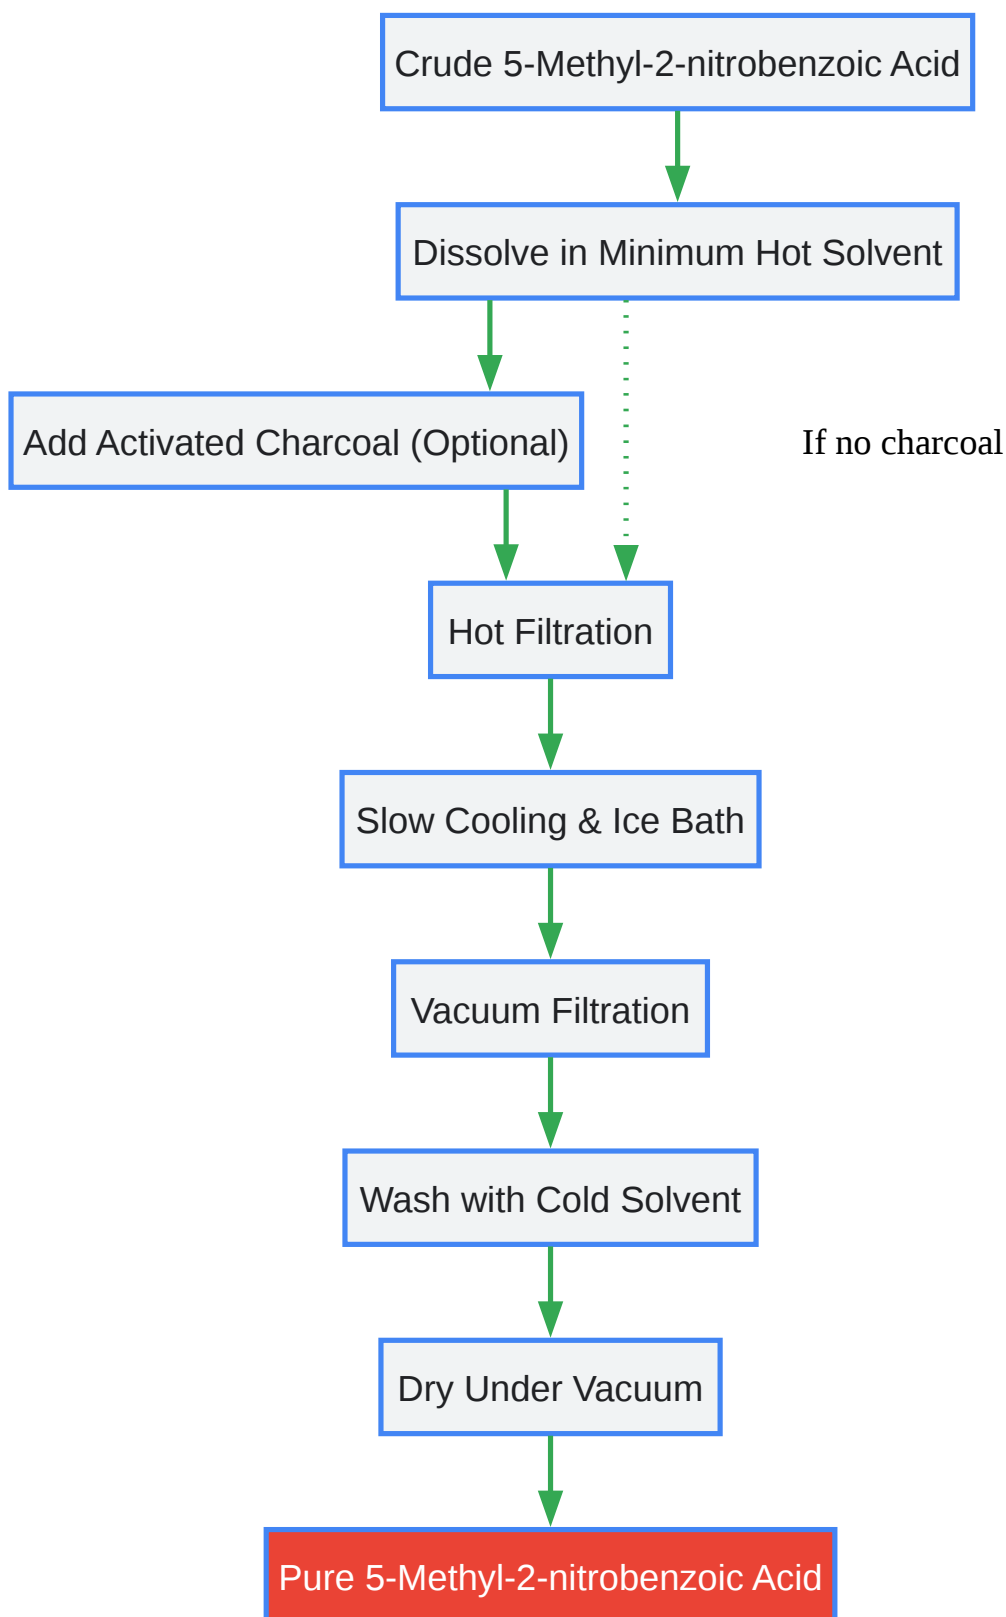 Crude 5-Methyl-2-nitrobenzoic Acid
Dissolve in Minimum Hot Solvent
Add Activated Charcoal (Optional)
If no charcoal
Hot Filtration
Slow Cooling & Ice Bath
Vacuum Filtration
Wash with Cold Solvent
Dry Under Vacuum
Pure 5-Methyl-2-nitrobenzoic Acid